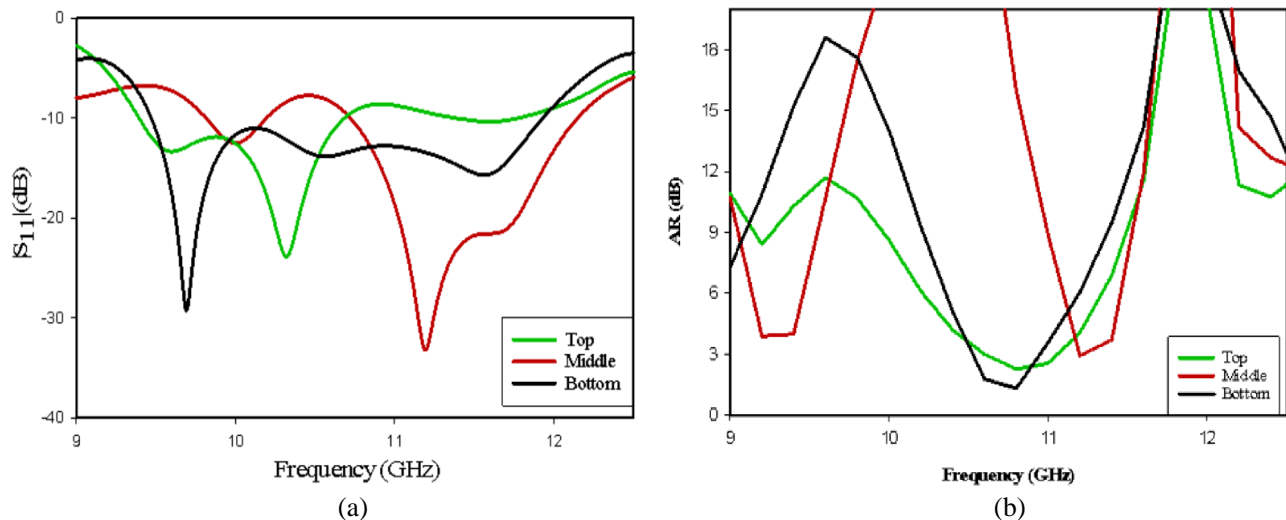 0
-10
-20
-30
-40
|S11|(dB)
9
10
11
12
Frequency (GHz)
Top
Middle
Bottom
(a)
18
15
12
9
6
3
0
AR (dB)
9
10
11
12
Frequency (GHz)
Top
Middle
Bottom
(b)